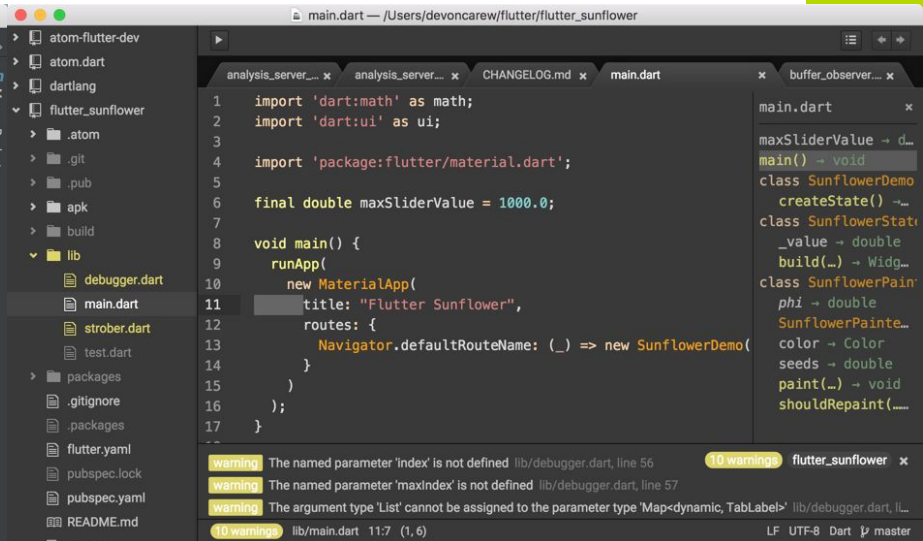 main.dart — /Users/devoncarew/flutter/flutter_sunflower
atom-flutter-dev
atom.dart
dartlang
flutter_sunflower
.atom
.git
.pub
apk
build
lib
debugger.dart
main.dart
strober.dart
test.dart
packages
.gitignore
.packages
flutter.yaml
pubspec.lock
pubspec.yaml
README.md
analysis_server_... x analysis_server.... x CHANGELOG.md x main.dart x buffer_observer.... x
1 import 'dart:math' as math;
2 import 'dart:ui' as ui;
3
4 import 'package:flutter/material.dart';
5
6 final double maxSliderValue = 1000.0;
7
8 void main() {
9 runApp(
10 new MaterialApp(
11 title: "Flutter Sunflower",
12 routes: {
13 Navigator.defaultRouteName: (_) => new SunflowerDemo(
14 }
15 )
16 );
17 }
main.dart x
maxSliderValue → d...
main() → void
class SunflowerDemo
createState() →...
class SunflowerState
_value → double
build(…) → Widg...
class SunflowerPain
phi → double
SunflowerPainte...
color → Color
seeds → double
paint(…) → void
shouldRepaint(……
warning The named parameter 'index' is not defined lib/debugger.dart, line 56 10 warnings flutter_sunflower x
warning The named parameter 'maxIndex' is not defined lib/debugger.dart, line 57
warning The argument type 'List' cannot be assigned to the parameter type 'Map<dynamic, TabLabel>' lib/debugger.dart, li...
10 warnings lib/main.dart 11:7 (1, 6) LF UTF-8 Dart master